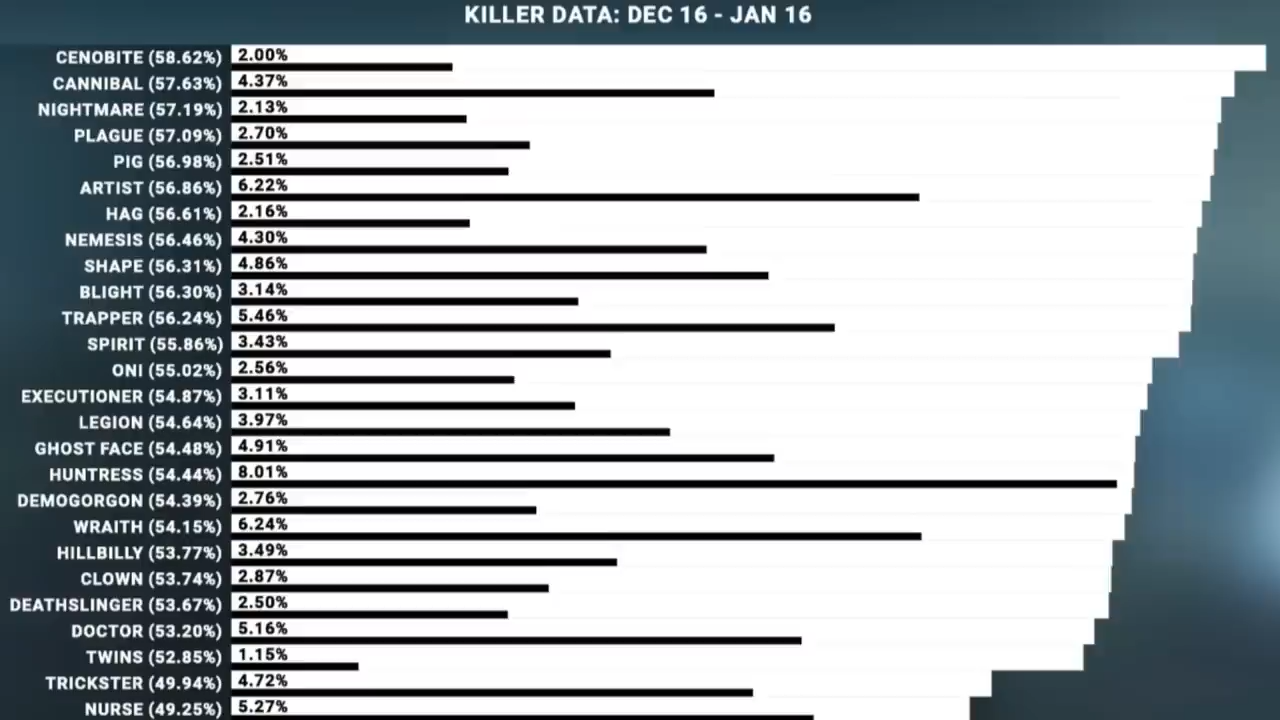 KILLER DATA: DEC 16 - JAN 16
CENOBITE (58.62%) 2.00%
CANNIBAL (57.63%) 4.37%
NIGHTMARE (57.19%) 2.13%
PLAGUE (57.09%) 2.70%
PIG (56.98%) 2.51%
ARTIST (56.86%) 6.22%
HAG (56.61%) 2.16%
NEMESIS (56.46%) 4.30%
SHAPE (56.31%) 4.86%
BLIGHT (56.30%) 3.14%
TRAPPER (56.24%) 5.46%
SPIRIT (55.86%) 3.43%
ONI (55.02%) 2.56%
EXECUTIONER (54.87%) 3.11%
LEGION (54.64%) 3.97%
GHOST FACE (54.48%) 4.91%
HUNTRESS (54.44%) 8.01%
DEMOGORGON (54.39%) 2.76%
WRAITH (54.15%) 6.24%
HILLBILLY (53.77%) 3.49%
CLOWN (53.74%) 2.87%
DEATHSLINGER (53.67%) 2.50%
DOCTOR (53.20%) 5.16%
TWINS (52.85%) 1.15%
TRICKSTER (49.94%) 4.72%
NURSE (49.25%) 5.27%